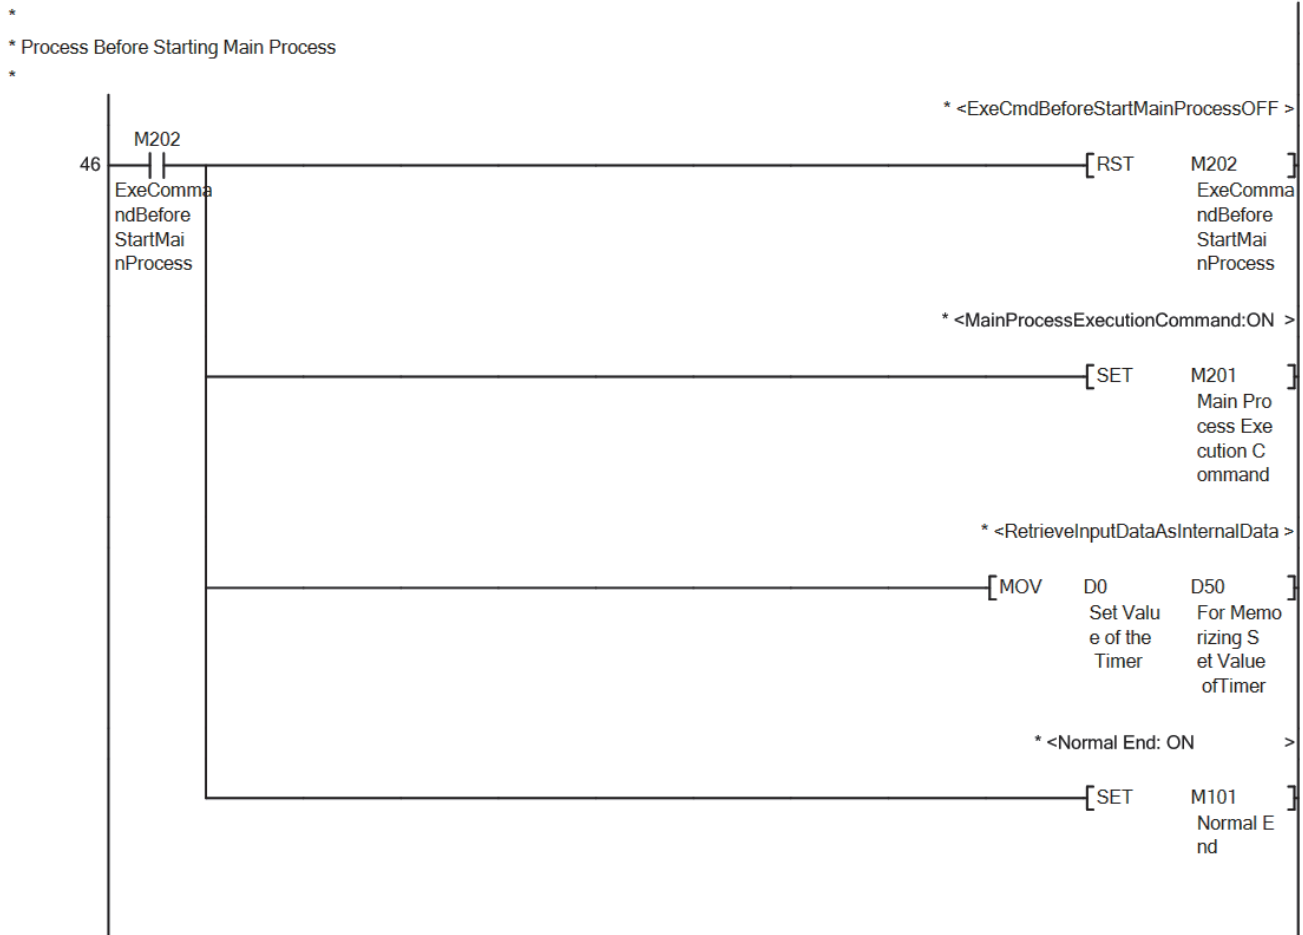 *
* Process Before Starting Main Process
*
* <ExeCmdBeforeStartMainProcessOFF >
M202
46
RST M202
ExeComma
ndBefore
StartMai
nProcess
ExeComma
ndBefore
StartMai
nProcess
* <MainProcessExecutionCommand:ON >
SET M201
Main Pro
cess Exe
cution C
ommand
* <RetrieveInputDataAsInternalData >
MOV D0 D50
Set Valu
e of the
Timer
For Memo
rizing S
et Value
ofTimer
* <Normal End: ON >
SET M101
Normal E
nd